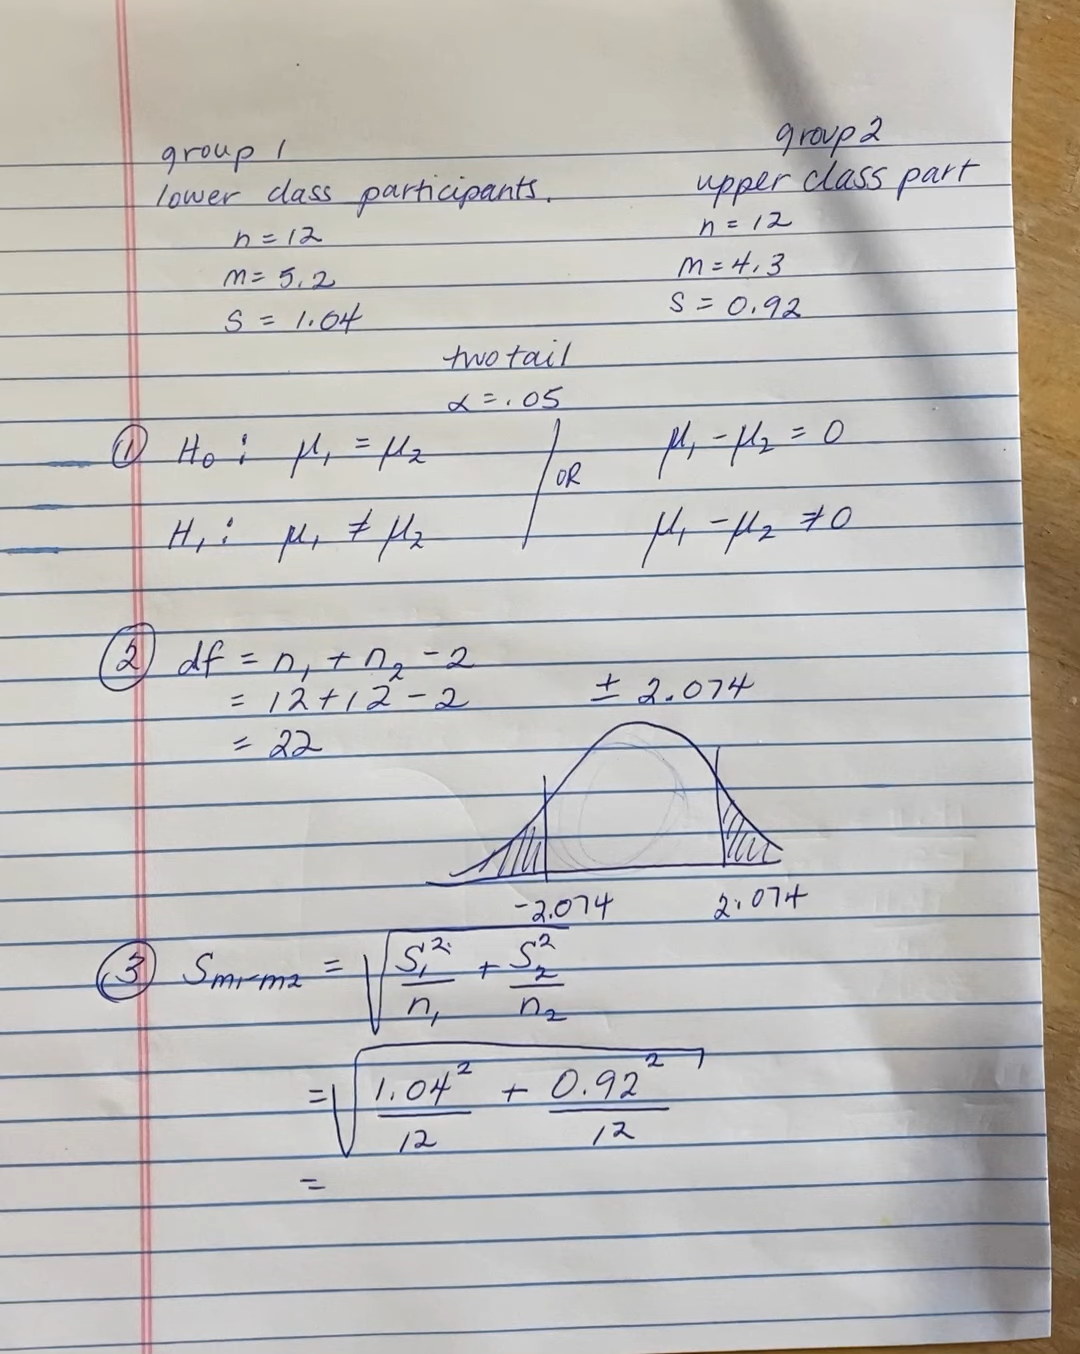 group 1
lower class participants.
n = 12
m = 5.2
S = 1.04
group 2
upper class part
n = 12
m = 4.3
S = 0.92
two tail
α = .05
① H₀ : μ₁ = μ₂ / OR μ₁ - μ₂ = 0
H₁ : μ₁ ≠ μ₂ μ₁ - μ₂ ≠ 0
② df = n₁ + n₂ - 2
= 12 + 12 - 2
= 22
± 2.074
-2.074 2.074
③ Sm₁-m₂ = √(S₁²/n₁ + S₂²/n₂)
= √(1.04²/12 + 0.92²/12)
=